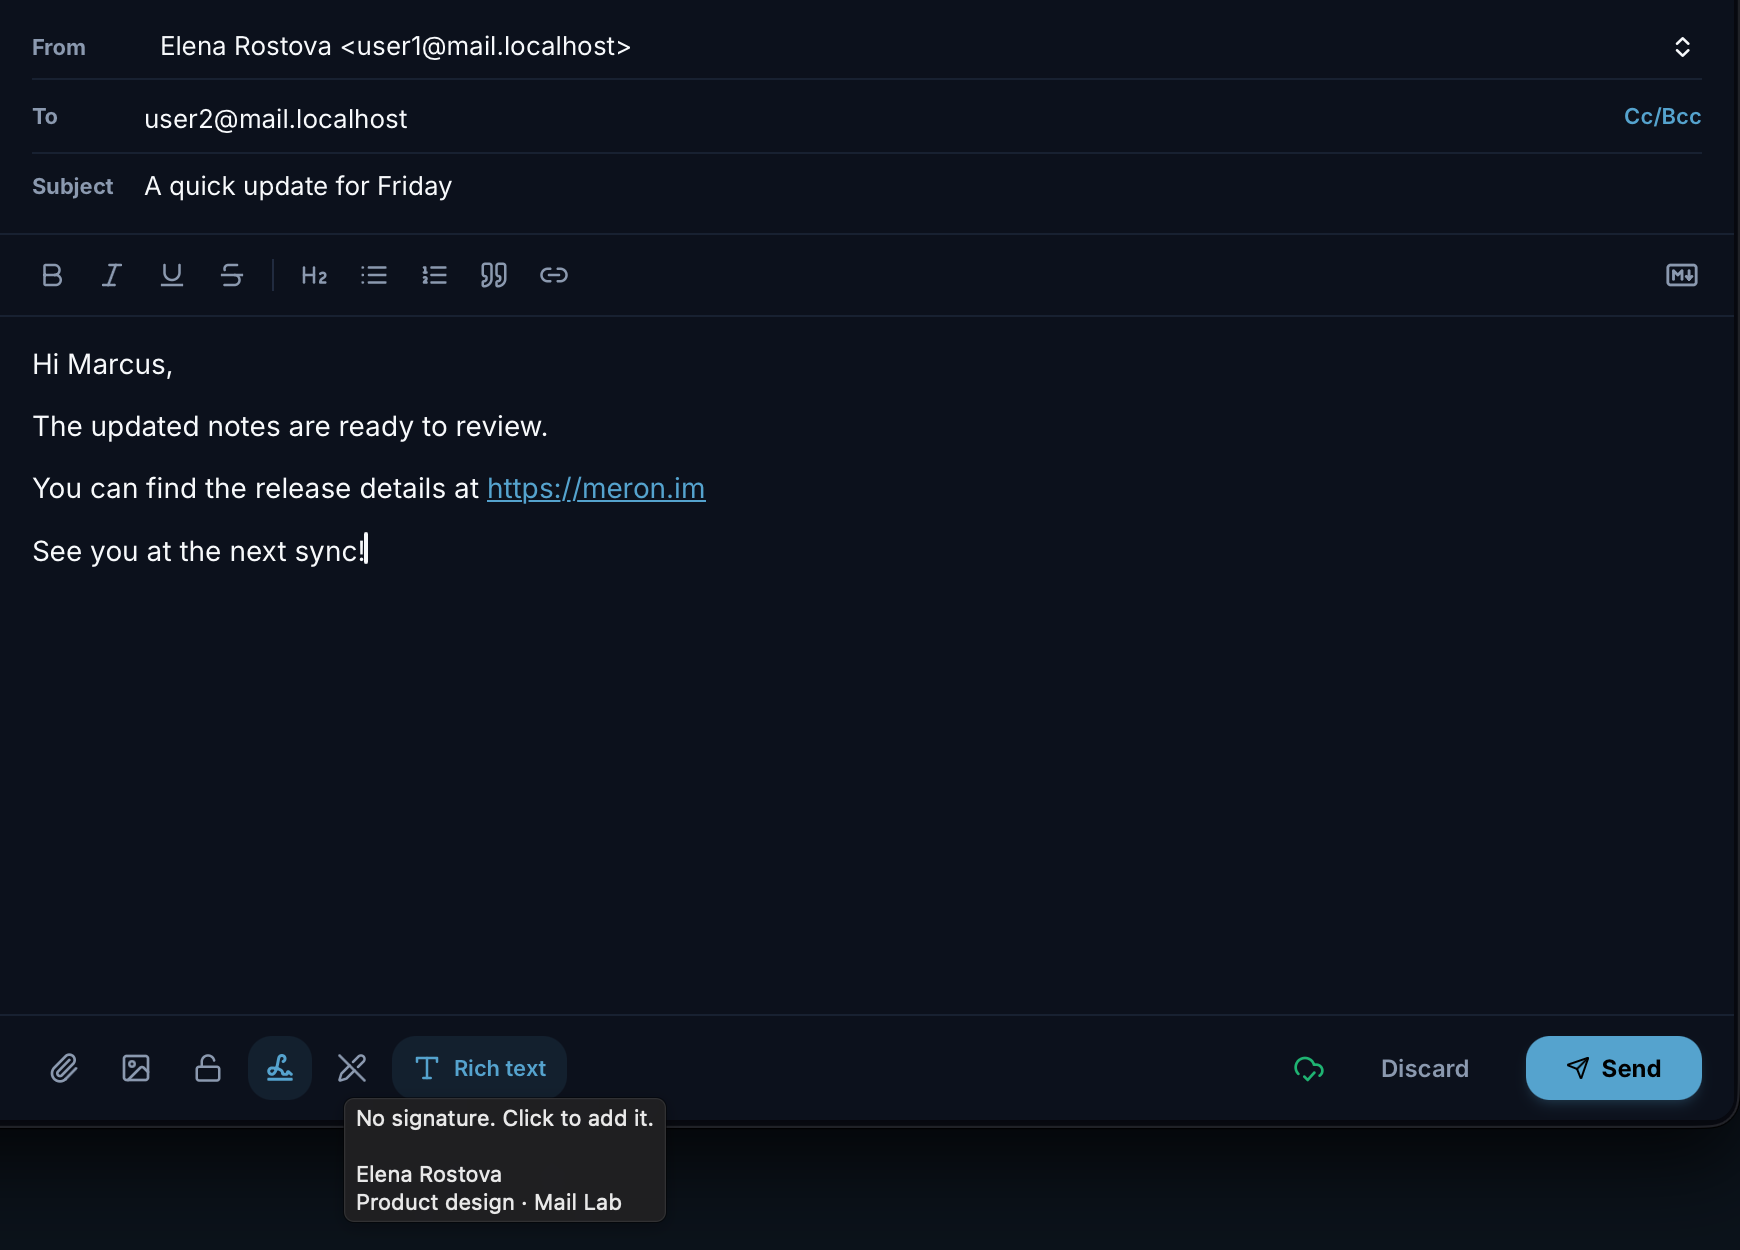 From Elena Rostova <user1@mail.localhost>
To user2@mail.localhost Cc/Bcc
Subject A quick update for Friday
B I U S H2 M↓
Hi Marcus,
The updated notes are ready to review.
You can find the release details at https://meron.im
See you at the next sync!
T Rich text Discard Send
No signature. Click to add it.
Elena Rostova
Product design · Mail Lab